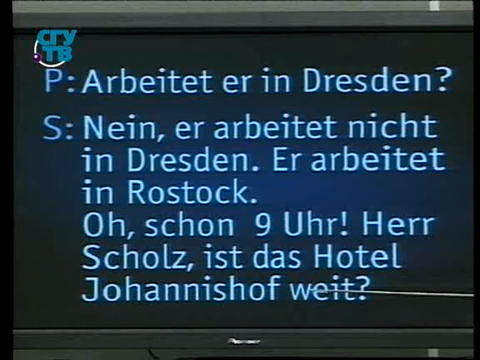 СГУ
ТВ
P: Arbeitet er in Dresden?
S: Nein, er arbeitet nicht
in Dresden. Er arbeitet
in Rostock.
Oh, schon 9 Uhr! Herr
Scholz, ist das Hotel
Johannishof weit?
Pioneer